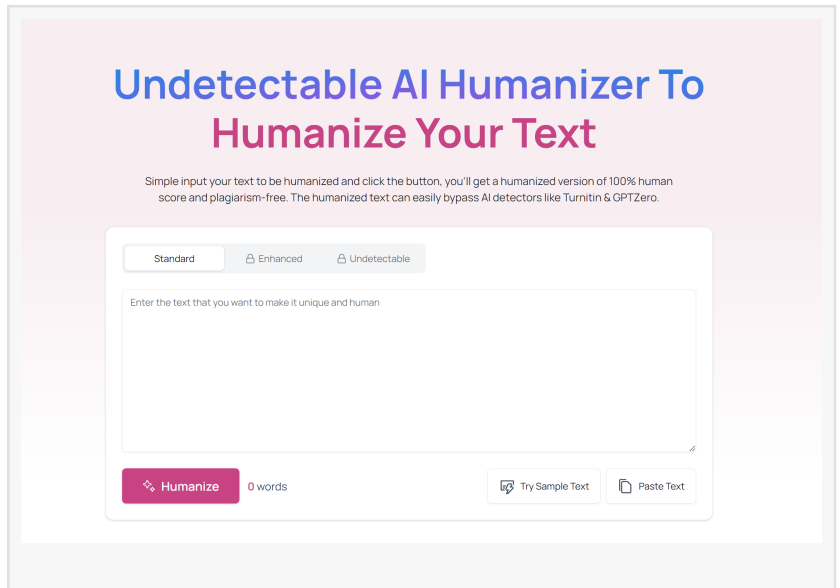 Undetectable AI Humanizer To
Humanize Your Text
Simple input your text to be humanized and click the button, you'll get a humanized version of 100% human
score and plagiarism-free. The humanized text can easily bypass AI detectors like Turnitin & GPTZero.
Standard
Enhanced
Undetectable
Enter the text that you want to make it unique and human
Humanize
0 words
Try Sample Text
Paste Text